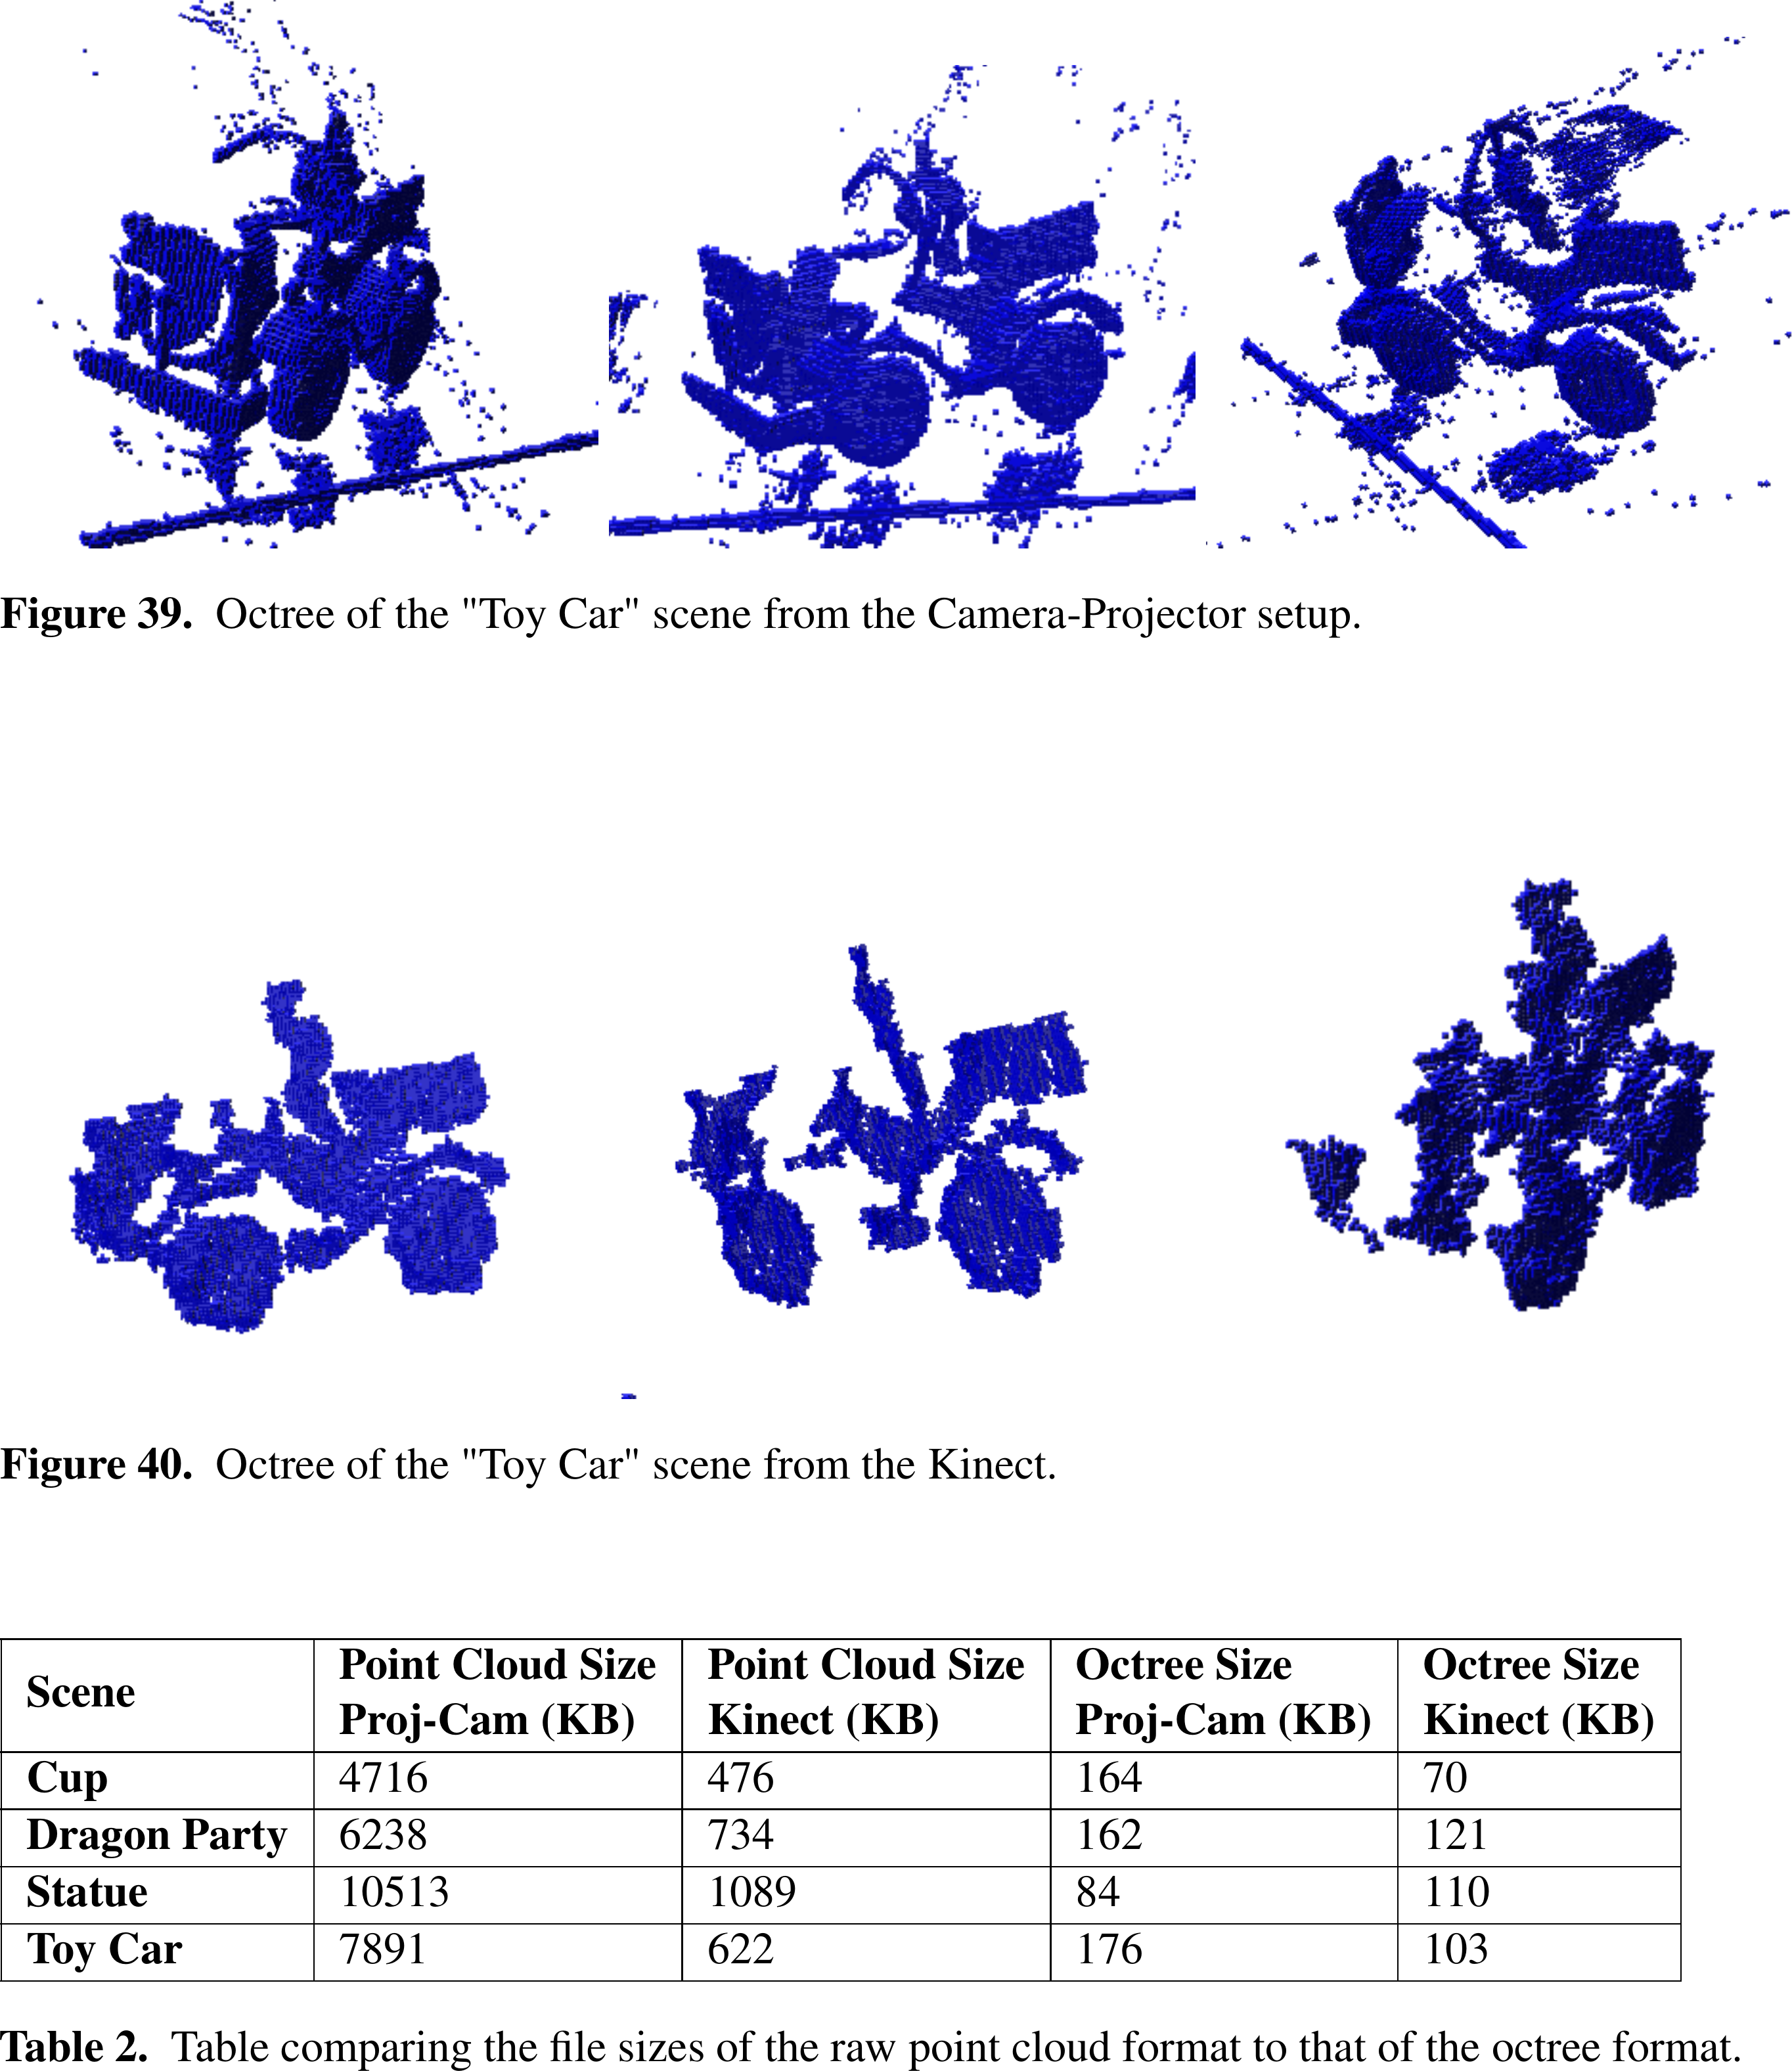 Figure 39. Octree of the "Toy Car" scene from the Camera-Projector setup.
Figure 40. Octree of the "Toy Car" scene from the Kinect.
Scene Point Cloud Size Proj-Cam (KB) Point Cloud Size Kinect (KB) Octree Size Proj-Cam (KB) Octree Size Kinect (KB)
Cup 4716 476 164 70
Dragon Party 6238 734 162 121
Statue 10513 1089 84 110
Toy Car 7891 622 176 103
Table 2. Table comparing the file sizes of the raw point cloud format to that of the octree format.